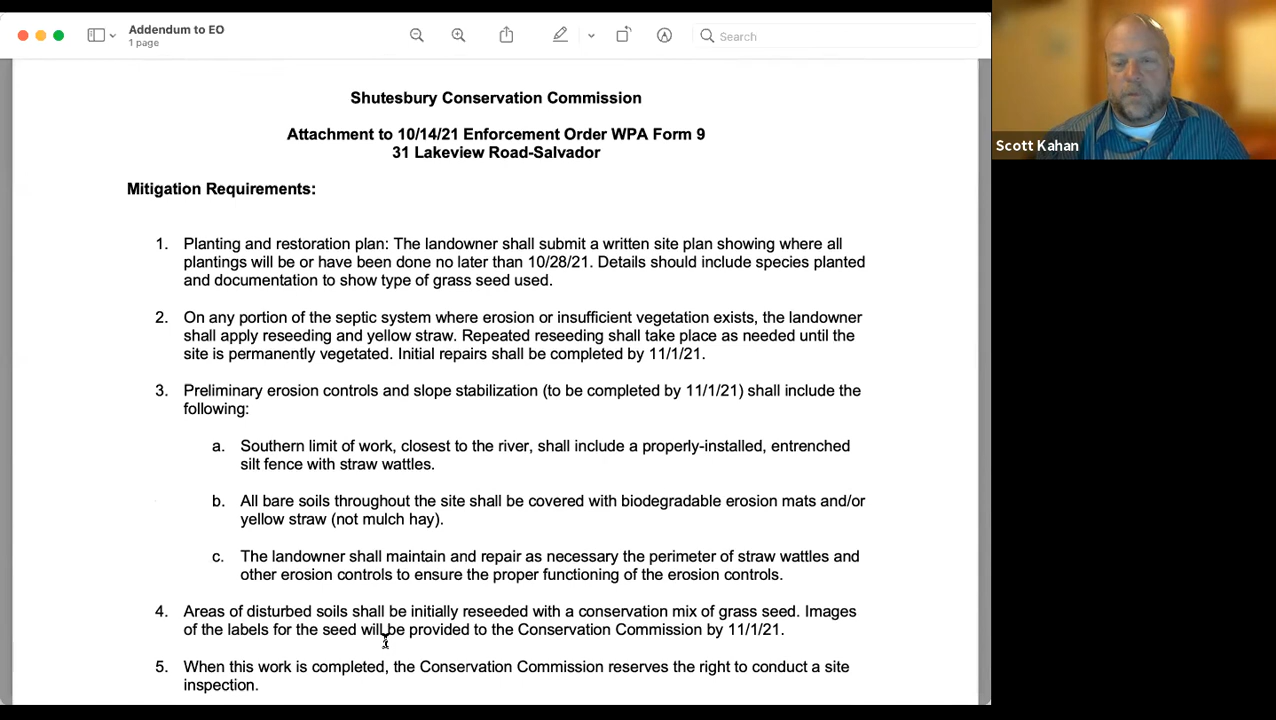 Addendum to EO
1 page
Search
Shutesbury Conservation Commission
Attachment to 10/14/21 Enforcement Order WPA Form 9
31 Lakeview Road-Salvador
Mitigation Requirements:
1. Planting and restoration plan: The landowner shall submit a written site plan showing where all
plantings will be or have been done no later than 10/28/21. Details should include species planted
and documentation to show type of grass seed used.
2. On any portion of the septic system where erosion or insufficient vegetation exists, the landowner
shall apply reseeding and yellow straw. Repeated reseeding shall take place as needed until the
site is permanently vegetated. Initial repairs shall be completed by 11/1/21.
3. Preliminary erosion controls and slope stabilization (to be completed by 11/1/21) shall include the
following:
a. Southern limit of work, closest to the river, shall include a properly-installed, entrenched
silt fence with straw wattles.
b. All bare soils throughout the site shall be covered with biodegradable erosion mats and/or
yellow straw (not mulch hay).
c. The landowner shall maintain and repair as necessary the perimeter of straw wattles and
other erosion controls to ensure the proper functioning of the erosion controls.
4. Areas of disturbed soils shall be initially reseeded with a conservation mix of grass seed. Images
of the labels for the seed will be provided to the Conservation Commission by 11/1/21.
5. When this work is completed, the Conservation Commission reserves the right to conduct a site
inspection.
Scott Kahan